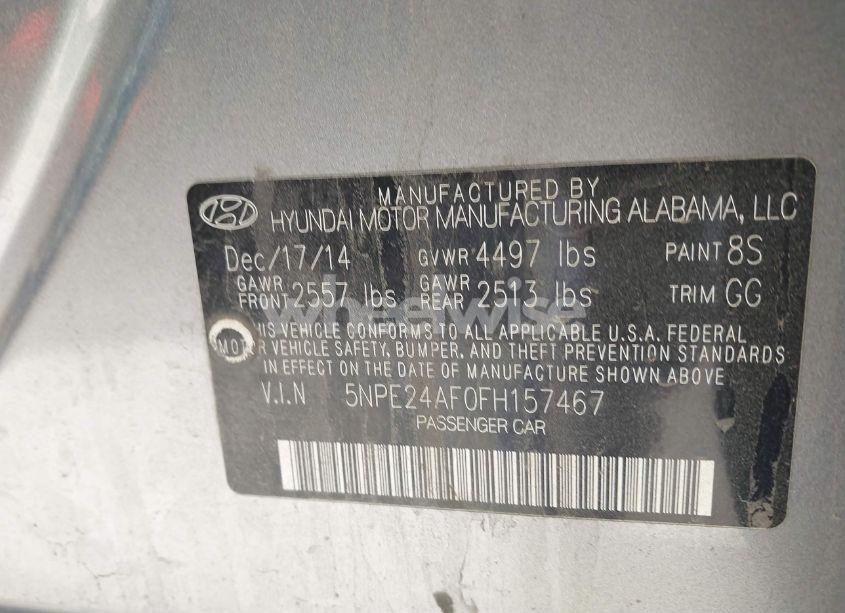 MANUFACTURED BY
HYUNDAI MOTOR MANUFACTURING ALABAMA, LLC
Dec/17/14 GVWR 4497 lbs PAINT 8S
GAWR FRONT 2557 lbs GAWR REAR 2513 lbs TRIM GG
THIS VEHICLE CONFORMS TO ALL APPLICABLE U.S.A. FEDERAL
MOTOR VEHICLE SAFETY, BUMPER, AND THEFT PREVENTION STANDARDS
IN EFFECT ON THE DATE OF MANUFACTURE SHOWN ABOVE
V.I.N 5NPE24AF0FH157467
PASSENGER CAR
wheelwise